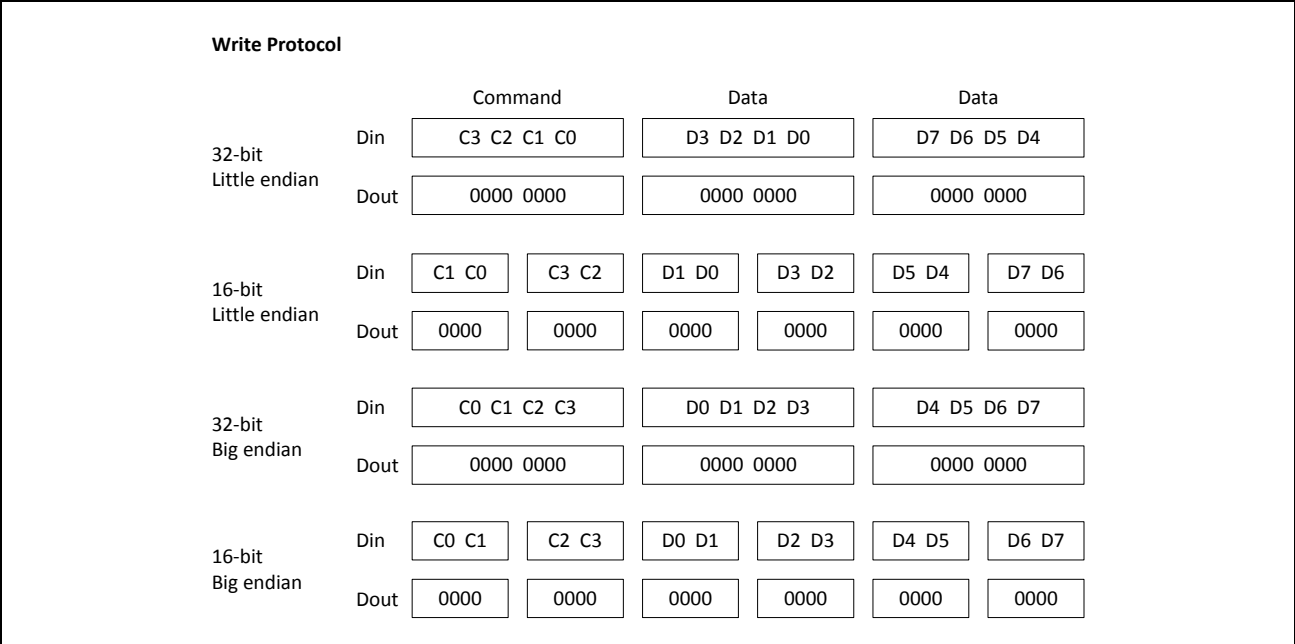 Write Protocol
Command Data Data
32-bit
Little endian
Din C3 C2 C1 C0 D3 D2 D1 D0 D7 D6 D5 D4
Dout 0000 0000 0000 0000 0000 0000
16-bit
Little endian
Din C1 C0 C3 C2 D1 D0 D3 D2 D5 D4 D7 D6
Dout 0000 0000 0000 0000 0000 0000
32-bit
Big endian
Din C0 C1 C2 C3 D0 D1 D2 D3 D4 D5 D6 D7
Dout 0000 0000 0000 0000 0000 0000
16-bit
Big endian
Din C0 C1 C2 C3 D0 D1 D2 D3 D4 D5 D6 D7
Dout 0000 0000 0000 0000 0000 0000